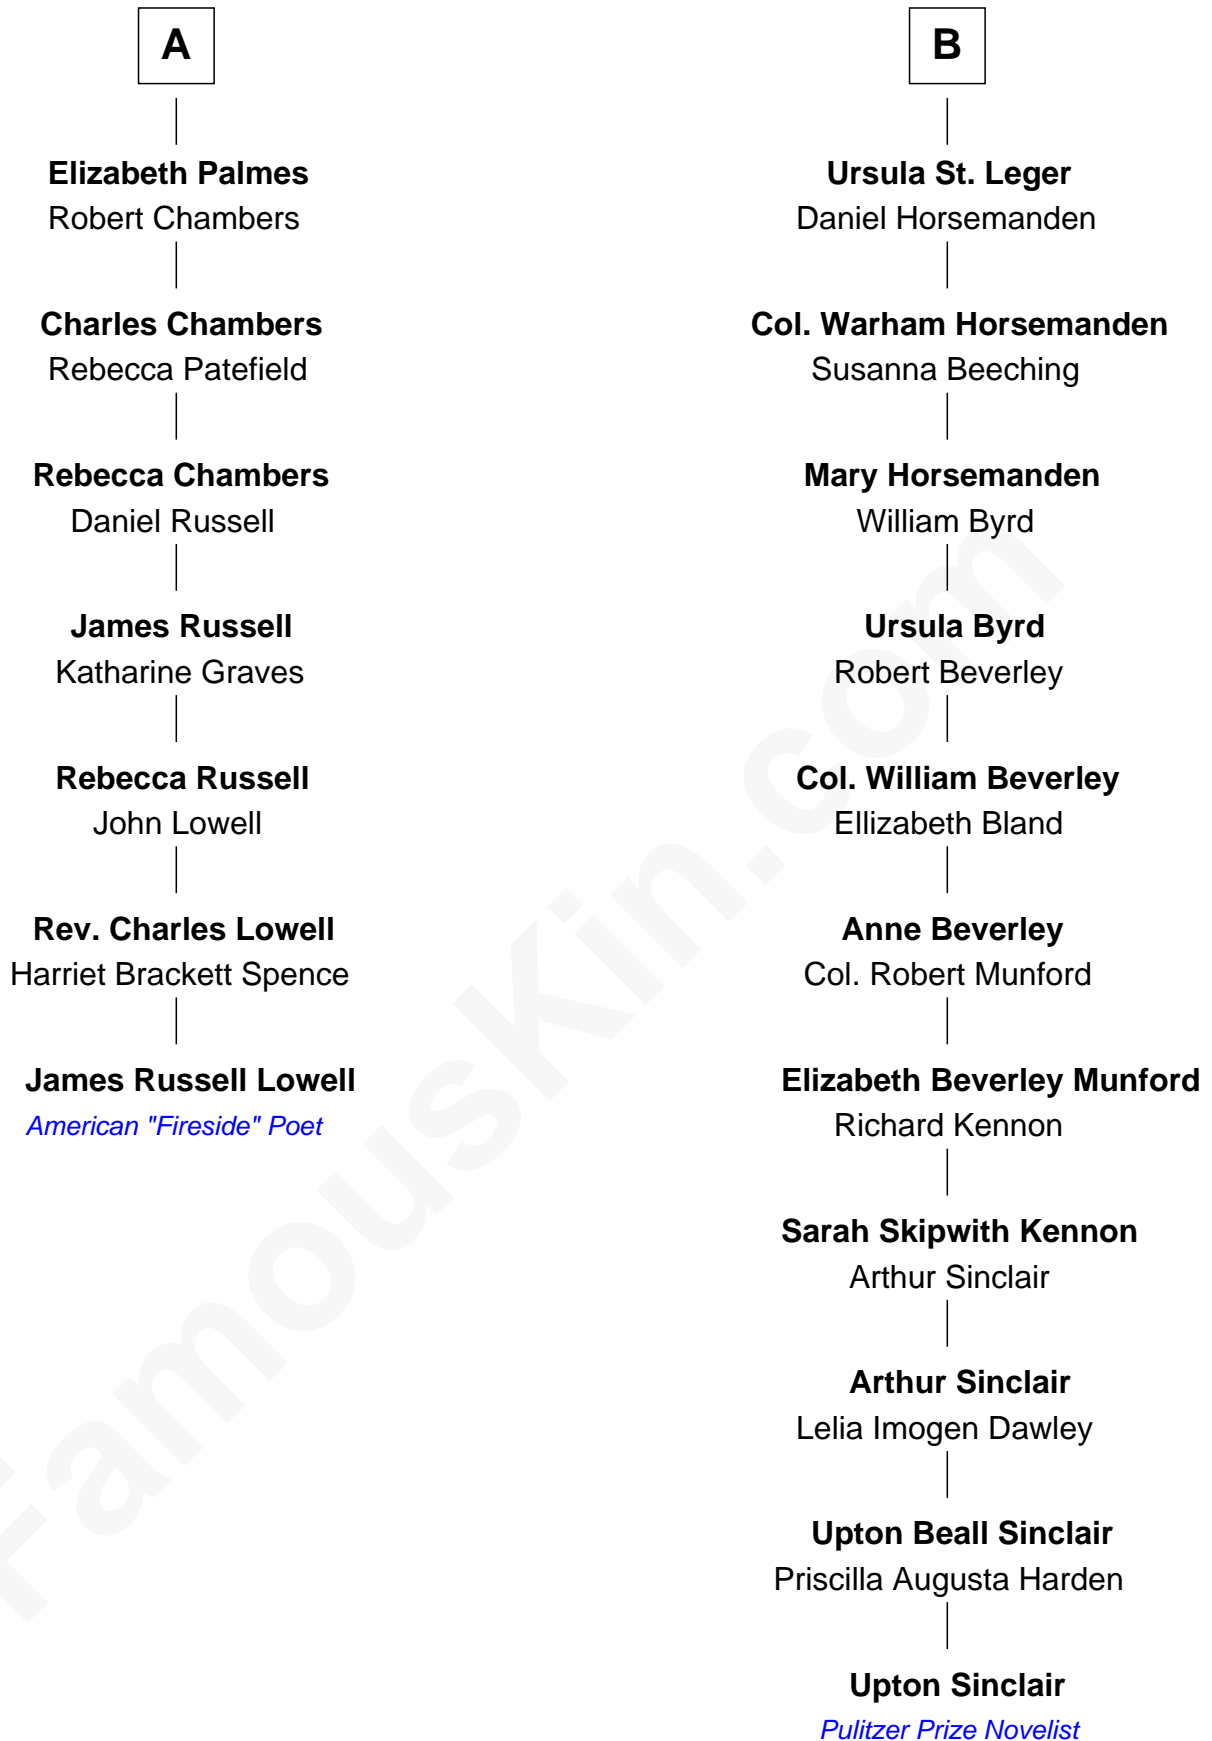 A
Elizabeth Palmes
Robert Chambers
Charles Chambers
Rebecca Patefield
Rebecca Chambers
Daniel Russell
James Russell
Katharine Graves
Rebecca Russell
John Lowell
Rev. Charles Lowell
Harriet Brackett Spence
James Russell Lowell
American "Fireside" Poet
B
Ursula St. Leger
Daniel Horsemanden
Col. Warham Horsemanden
Susanna Beeching
Mary Horsemanden
William Byrd
Ursula Byrd
Robert Beverley
Col. William Beverley
Ellizabeth Bland
Anne Beverley
Col. Robert Munford
Elizabeth Beverley Munford
Richard Kennon
Sarah Skipwith Kennon
Arthur Sinclair
Arthur Sinclair
Lelia Imogen Dawley
Upton Beall Sinclair
Priscilla Augusta Harden
Upton Sinclair
Pulitzer Prize Novelist
FamousKin.com